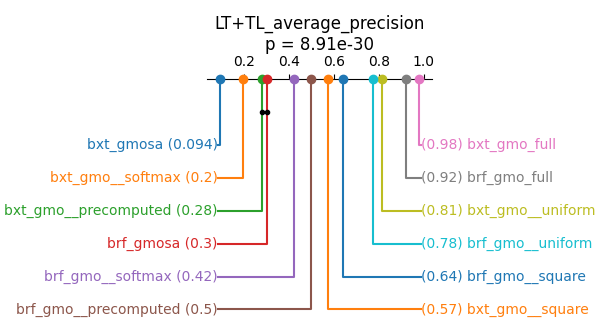 LT+TL_average_precision
p = 8.91e-30
0.2 0.4 0.6 0.8 1.0
bxt_gmosa (0.094) (0.98) bxt_gmo_full
bxt_gmo__softmax (0.2) (0.92) brf_gmo_full
bxt_gmo__precomputed (0.28) (0.81) bxt_gmo__uniform
brf_gmosa (0.3) (0.78) brf_gmo__uniform
brf_gmo__softmax (0.42) (0.64) brf_gmo__square
brf_gmo__precomputed (0.5) (0.57) bxt_gmo__square